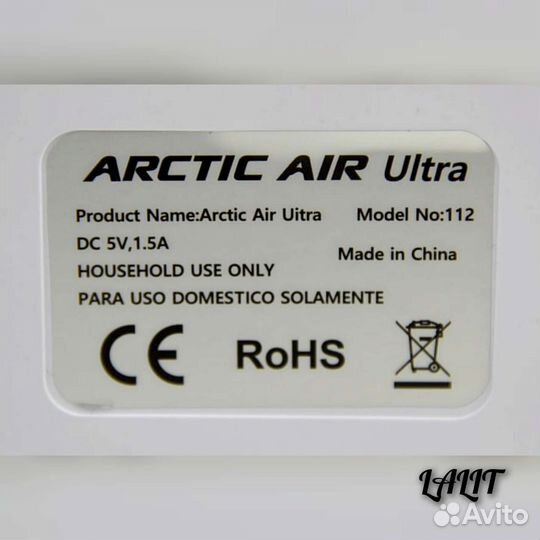 ARCTIC AIR Ultra
Product Name:Arctic Air Uitra Model No:112
DC 5V,1.5A Made in China
HOUSEHOLD USE ONLY
PARA USO DOMESTICO SOLAMENTE
CE RoHS
LALIT
Avito